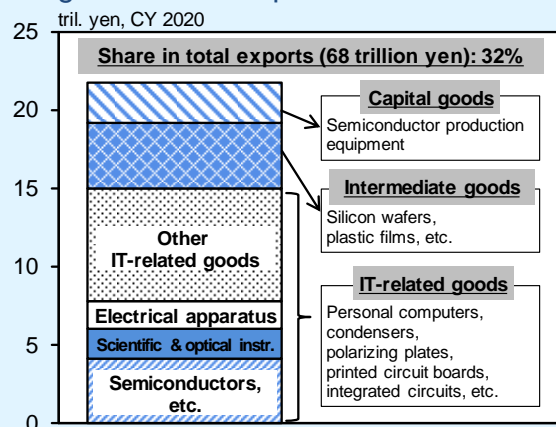 tril. yen, CY 2020
25
20
15
10
5
0
Share in total exports (68 trillion yen): 32%
Other
IT-related goods
Electrical apparatus
Scientific & optical instr.
Semiconductors,
etc.
Capital goods
Semiconductor production
equipment
Intermediate goods
Silicon wafers,
plastic films, etc.
IT-related goods
Personal computers,
condensers,
polarizing plates,
printed circuit boards,
integrated circuits, etc.